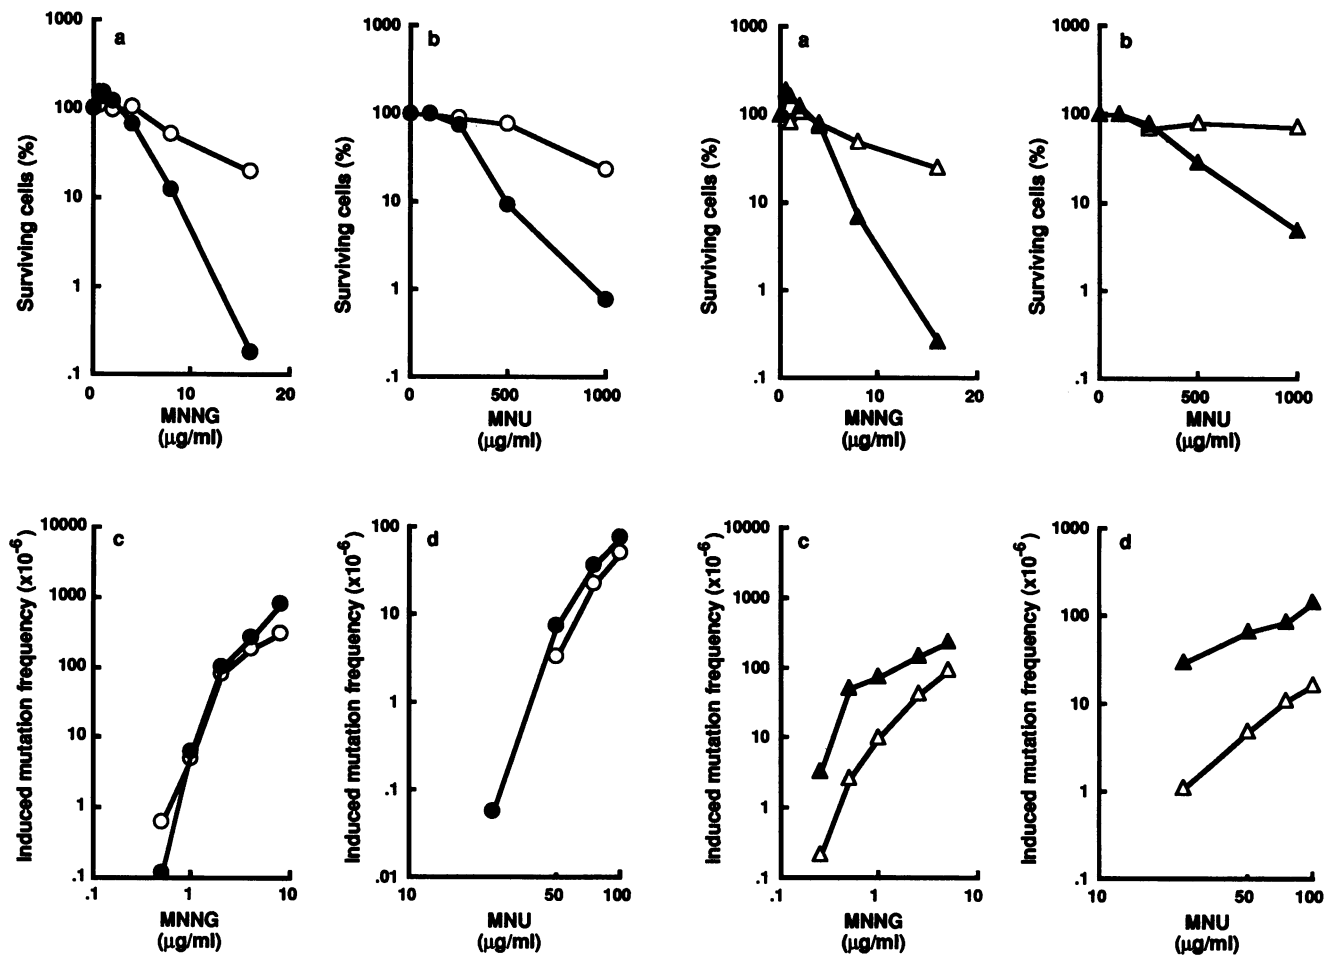 a
1000
100
10
1
.1
Surviving cells (%)
0
10
20
MNNG
(μg/ml)
b
1000
100
10
1
.1
Surviving cells (%)
0
500
1000
MNU
(μg/ml)
a
1000
100
10
1
.1
Surviving cells (%)
0
10
20
MNNG
(μg/ml)
b
1000
100
10
1
.1
Surviving cells (%)
0
500
1000
MNU
(μg/ml)
c
10000
1000
100
10
1
.1
Induced mutation frequency (x10⁻⁶)
.1
1
10
MNNG
(μg/ml)
d
100
10
1
.1
.01
Induced mutation frequency (x10⁻⁶)
10
50
100
MNU
(μg/ml)
c
10000
1000
100
10
1
.1
Induced mutation frequency (x10⁻⁶)
.1
1
10
MNNG
(μg/ml)
d
1000
100
10
1
.1
Induced mutation frequency (x10⁻⁶)
10
50
100
MNU
(μg/ml)